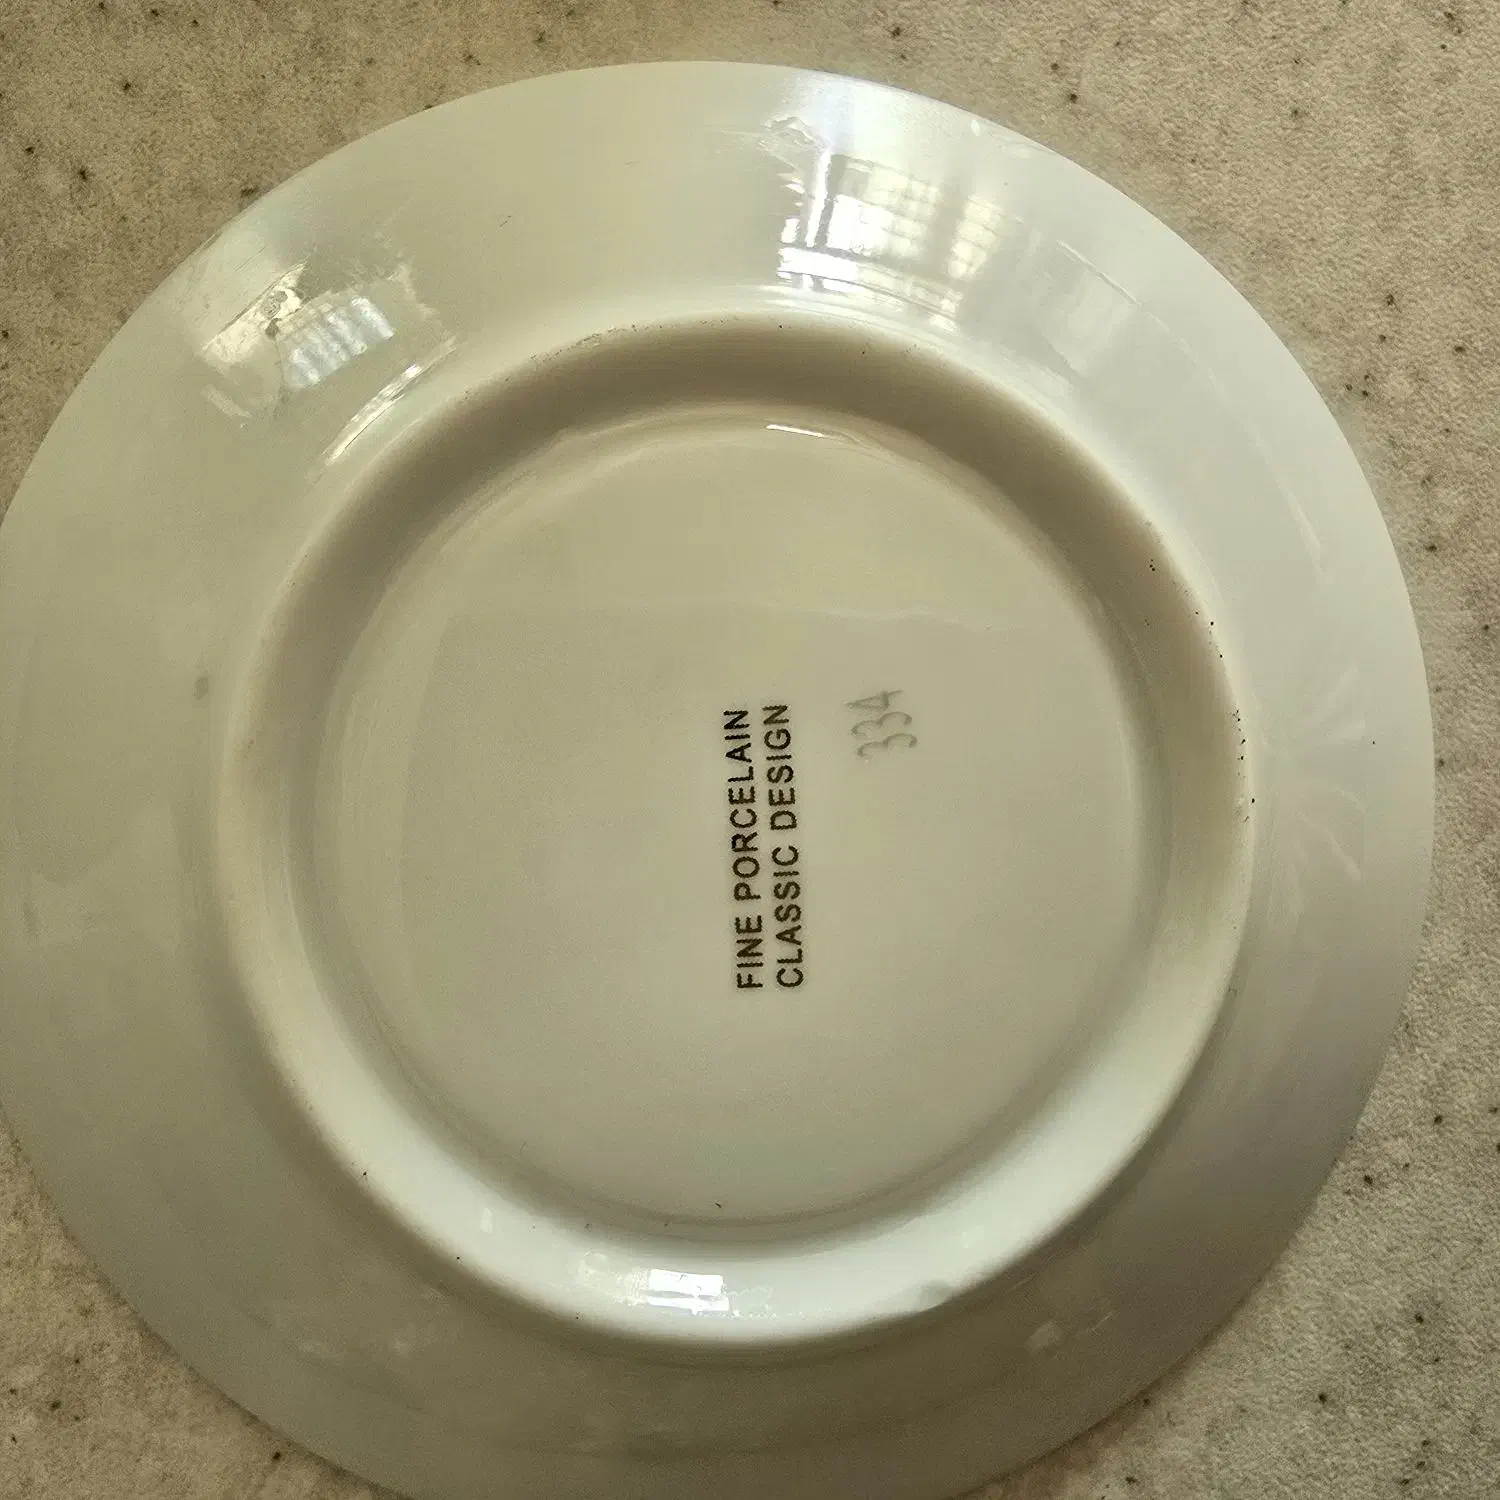 FINE PORCELAIN
CLASSIC DESIGN
334